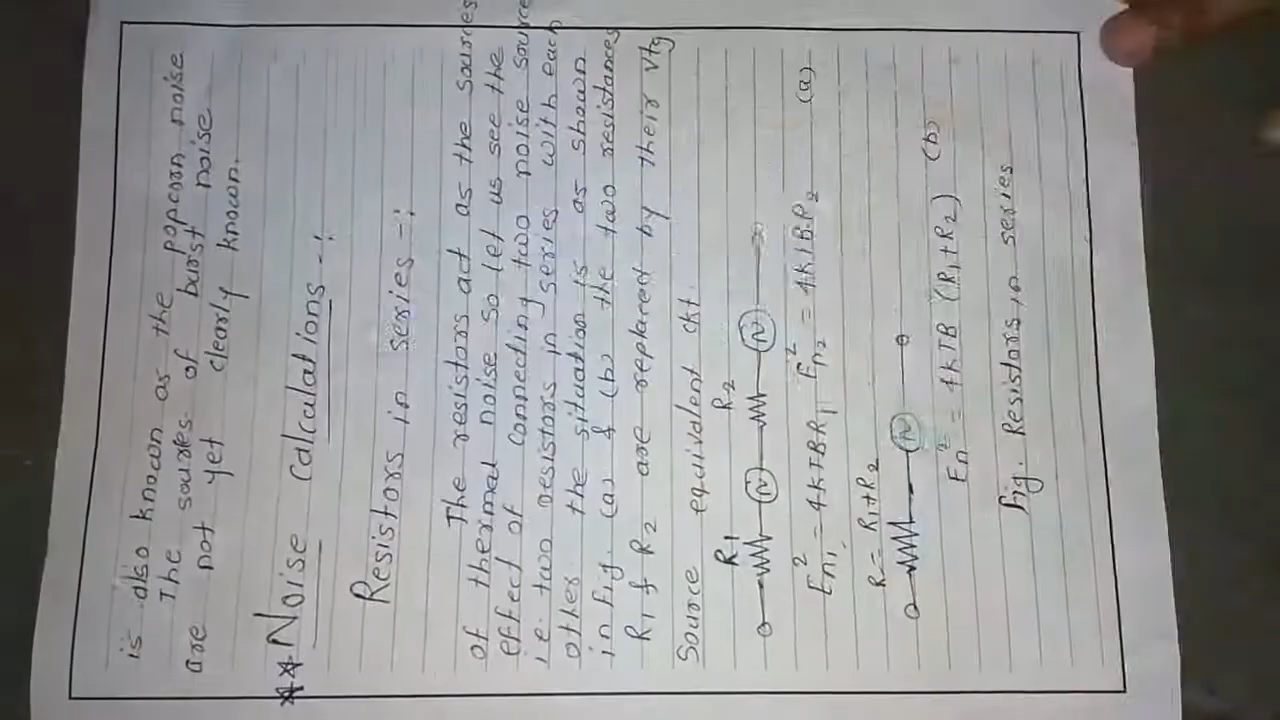 is also known as the popcorn noise
The sources of burst noise
are not yet clearly known.
** Noise Calculations -:
Resistors in series -:
The resistors act as the sources
of thermal noise so let us see the
effect of connecting two noise source
i.e. two resistors in series with each
other the situation is as shown
in fig. (a) & (b) the two resistances
R1 & R2 are replaced by their vtg
Source equivalent ckt.
R1 R2
En1² = 4KTBR1 En2² = 4KTBR2 (a)
R = R1+R2
En² = 4KTB (R1+R2) (b)
fig. Resistors in series